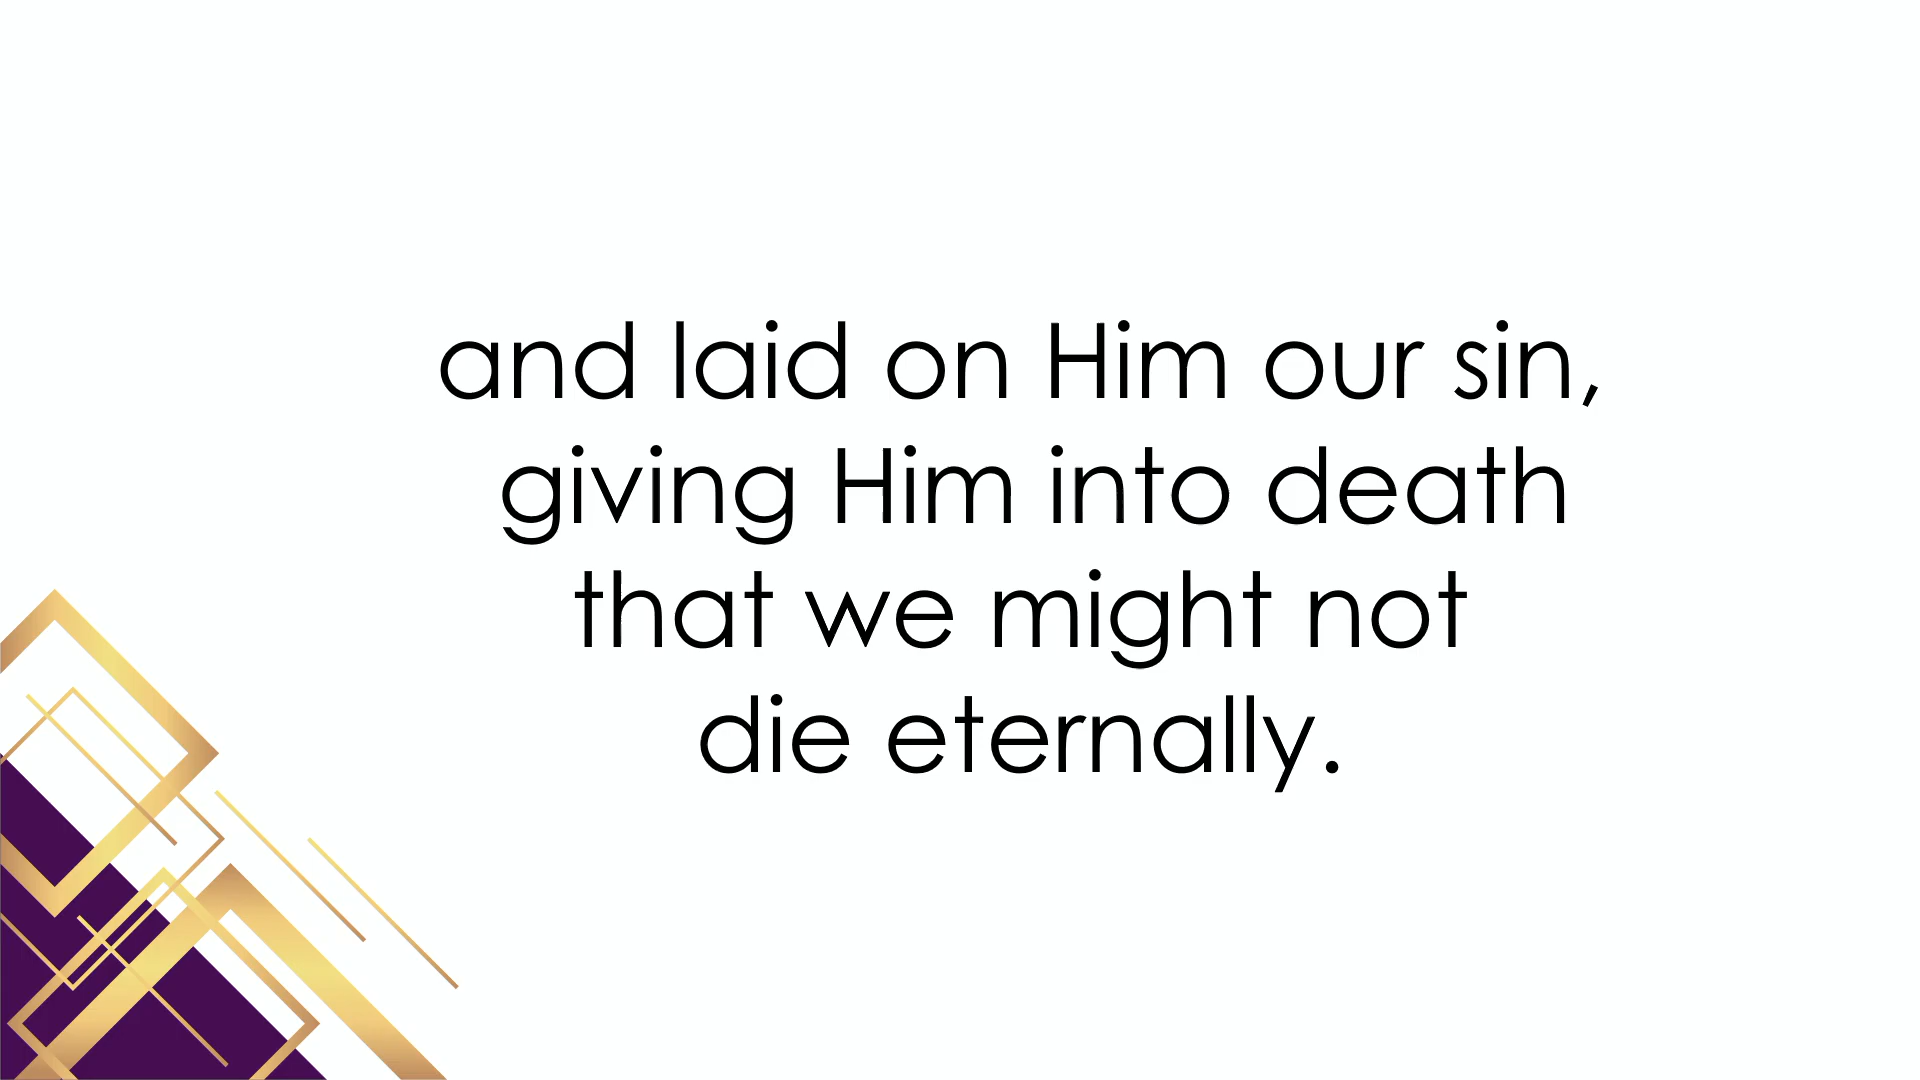 and laid on Him our sin,
giving Him into death
that we might not
die eternally.